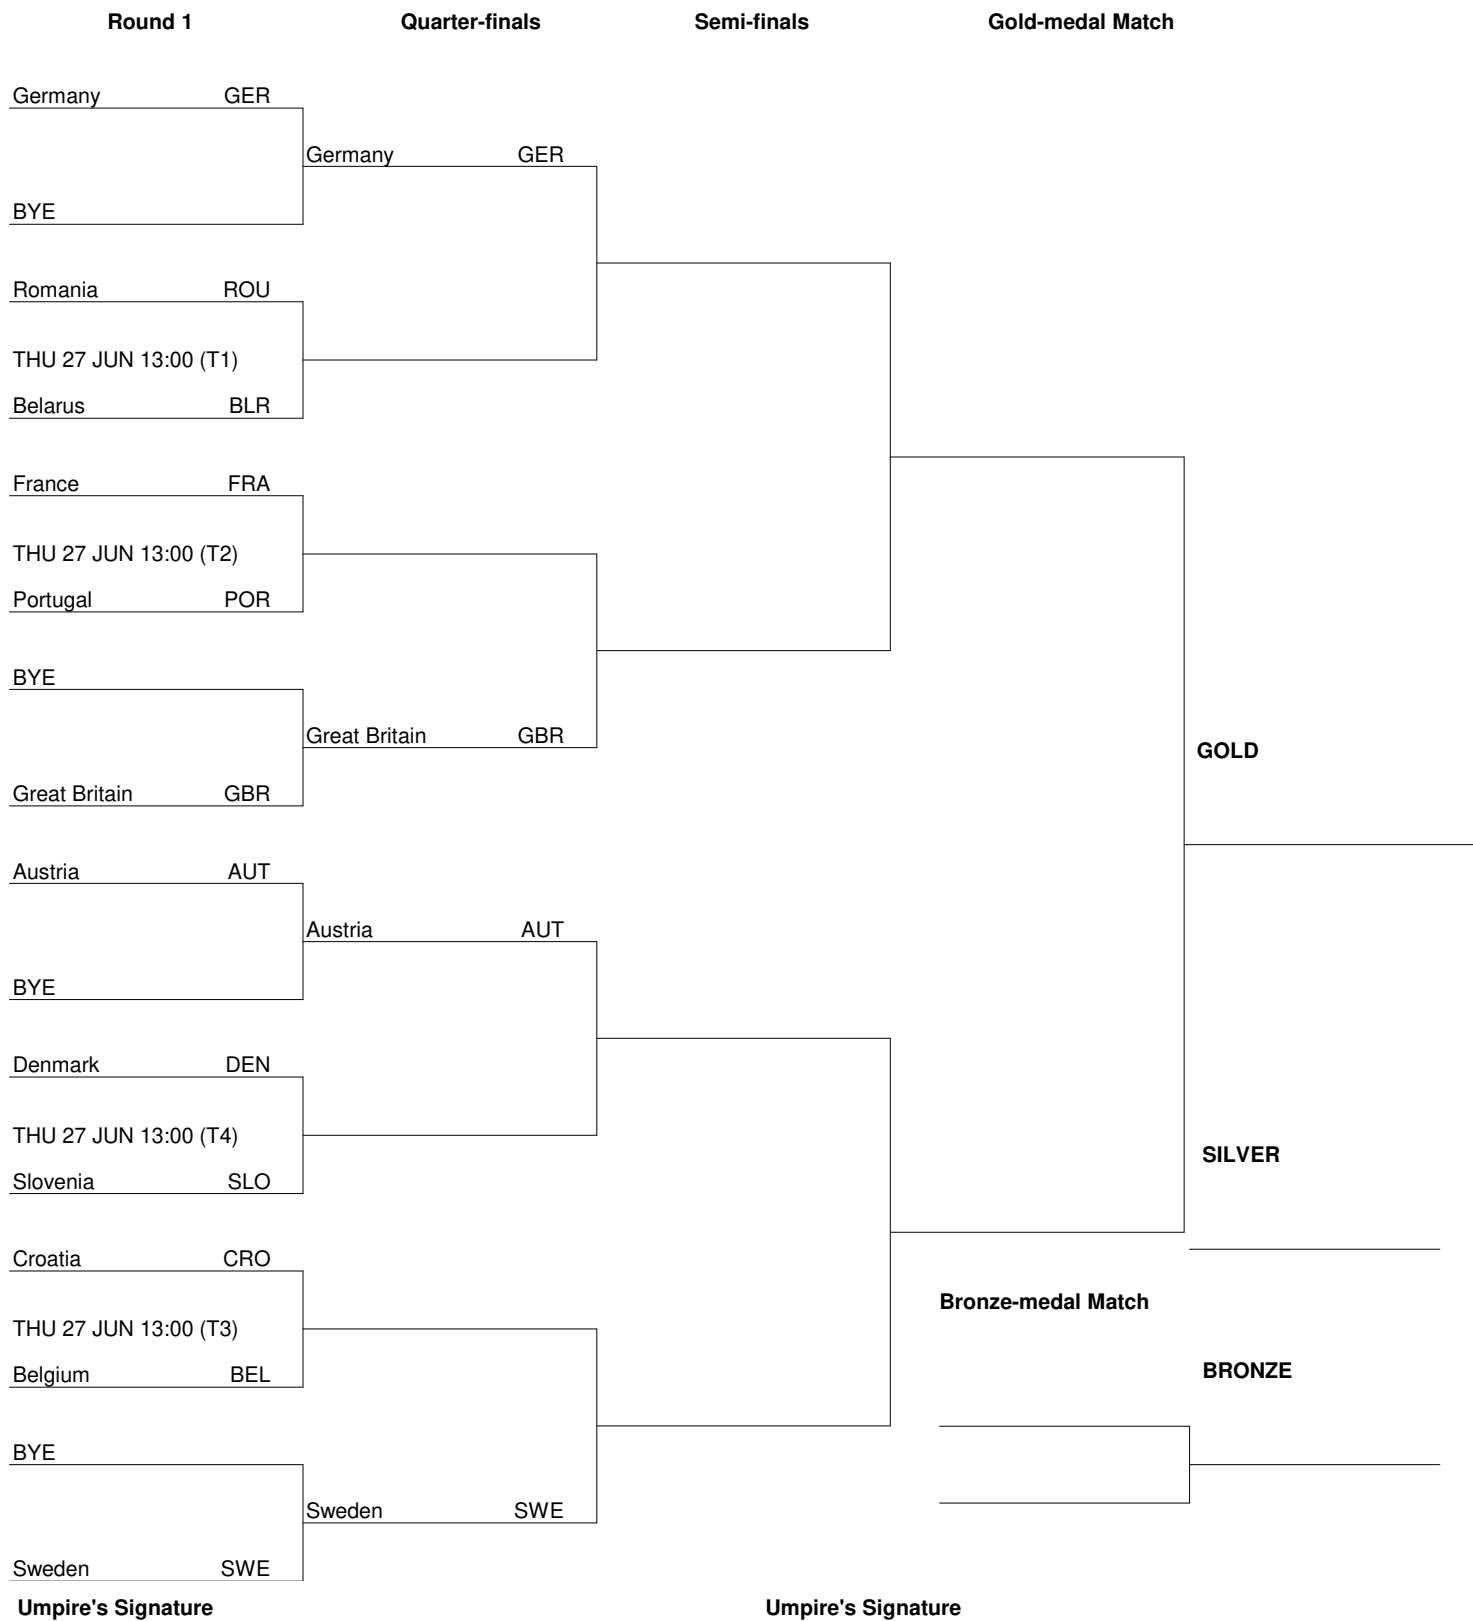 Round 1 Quarter-finals Semi-finals Gold-medal Match
Germany GER
Germany GER
BYE
Romania ROU
THU 27 JUN 13:00 (T1)
Belarus BLR
France FRA
THU 27 JUN 13:00 (T2)
Portugal POR
BYE
Great Britain GBR
GOLD
Great Britain GBR
Austria AUT
Austria AUT
BYE
Denmark DEN
THU 27 JUN 13:00 (T4)
SILVER
Slovenia SLO
Croatia CRO
Bronze-medal Match
THU 27 JUN 13:00 (T3)
BRONZE
Belgium BEL
BYE
Sweden SWE
Sweden SWE
Umpire's Signature Umpire's Signature